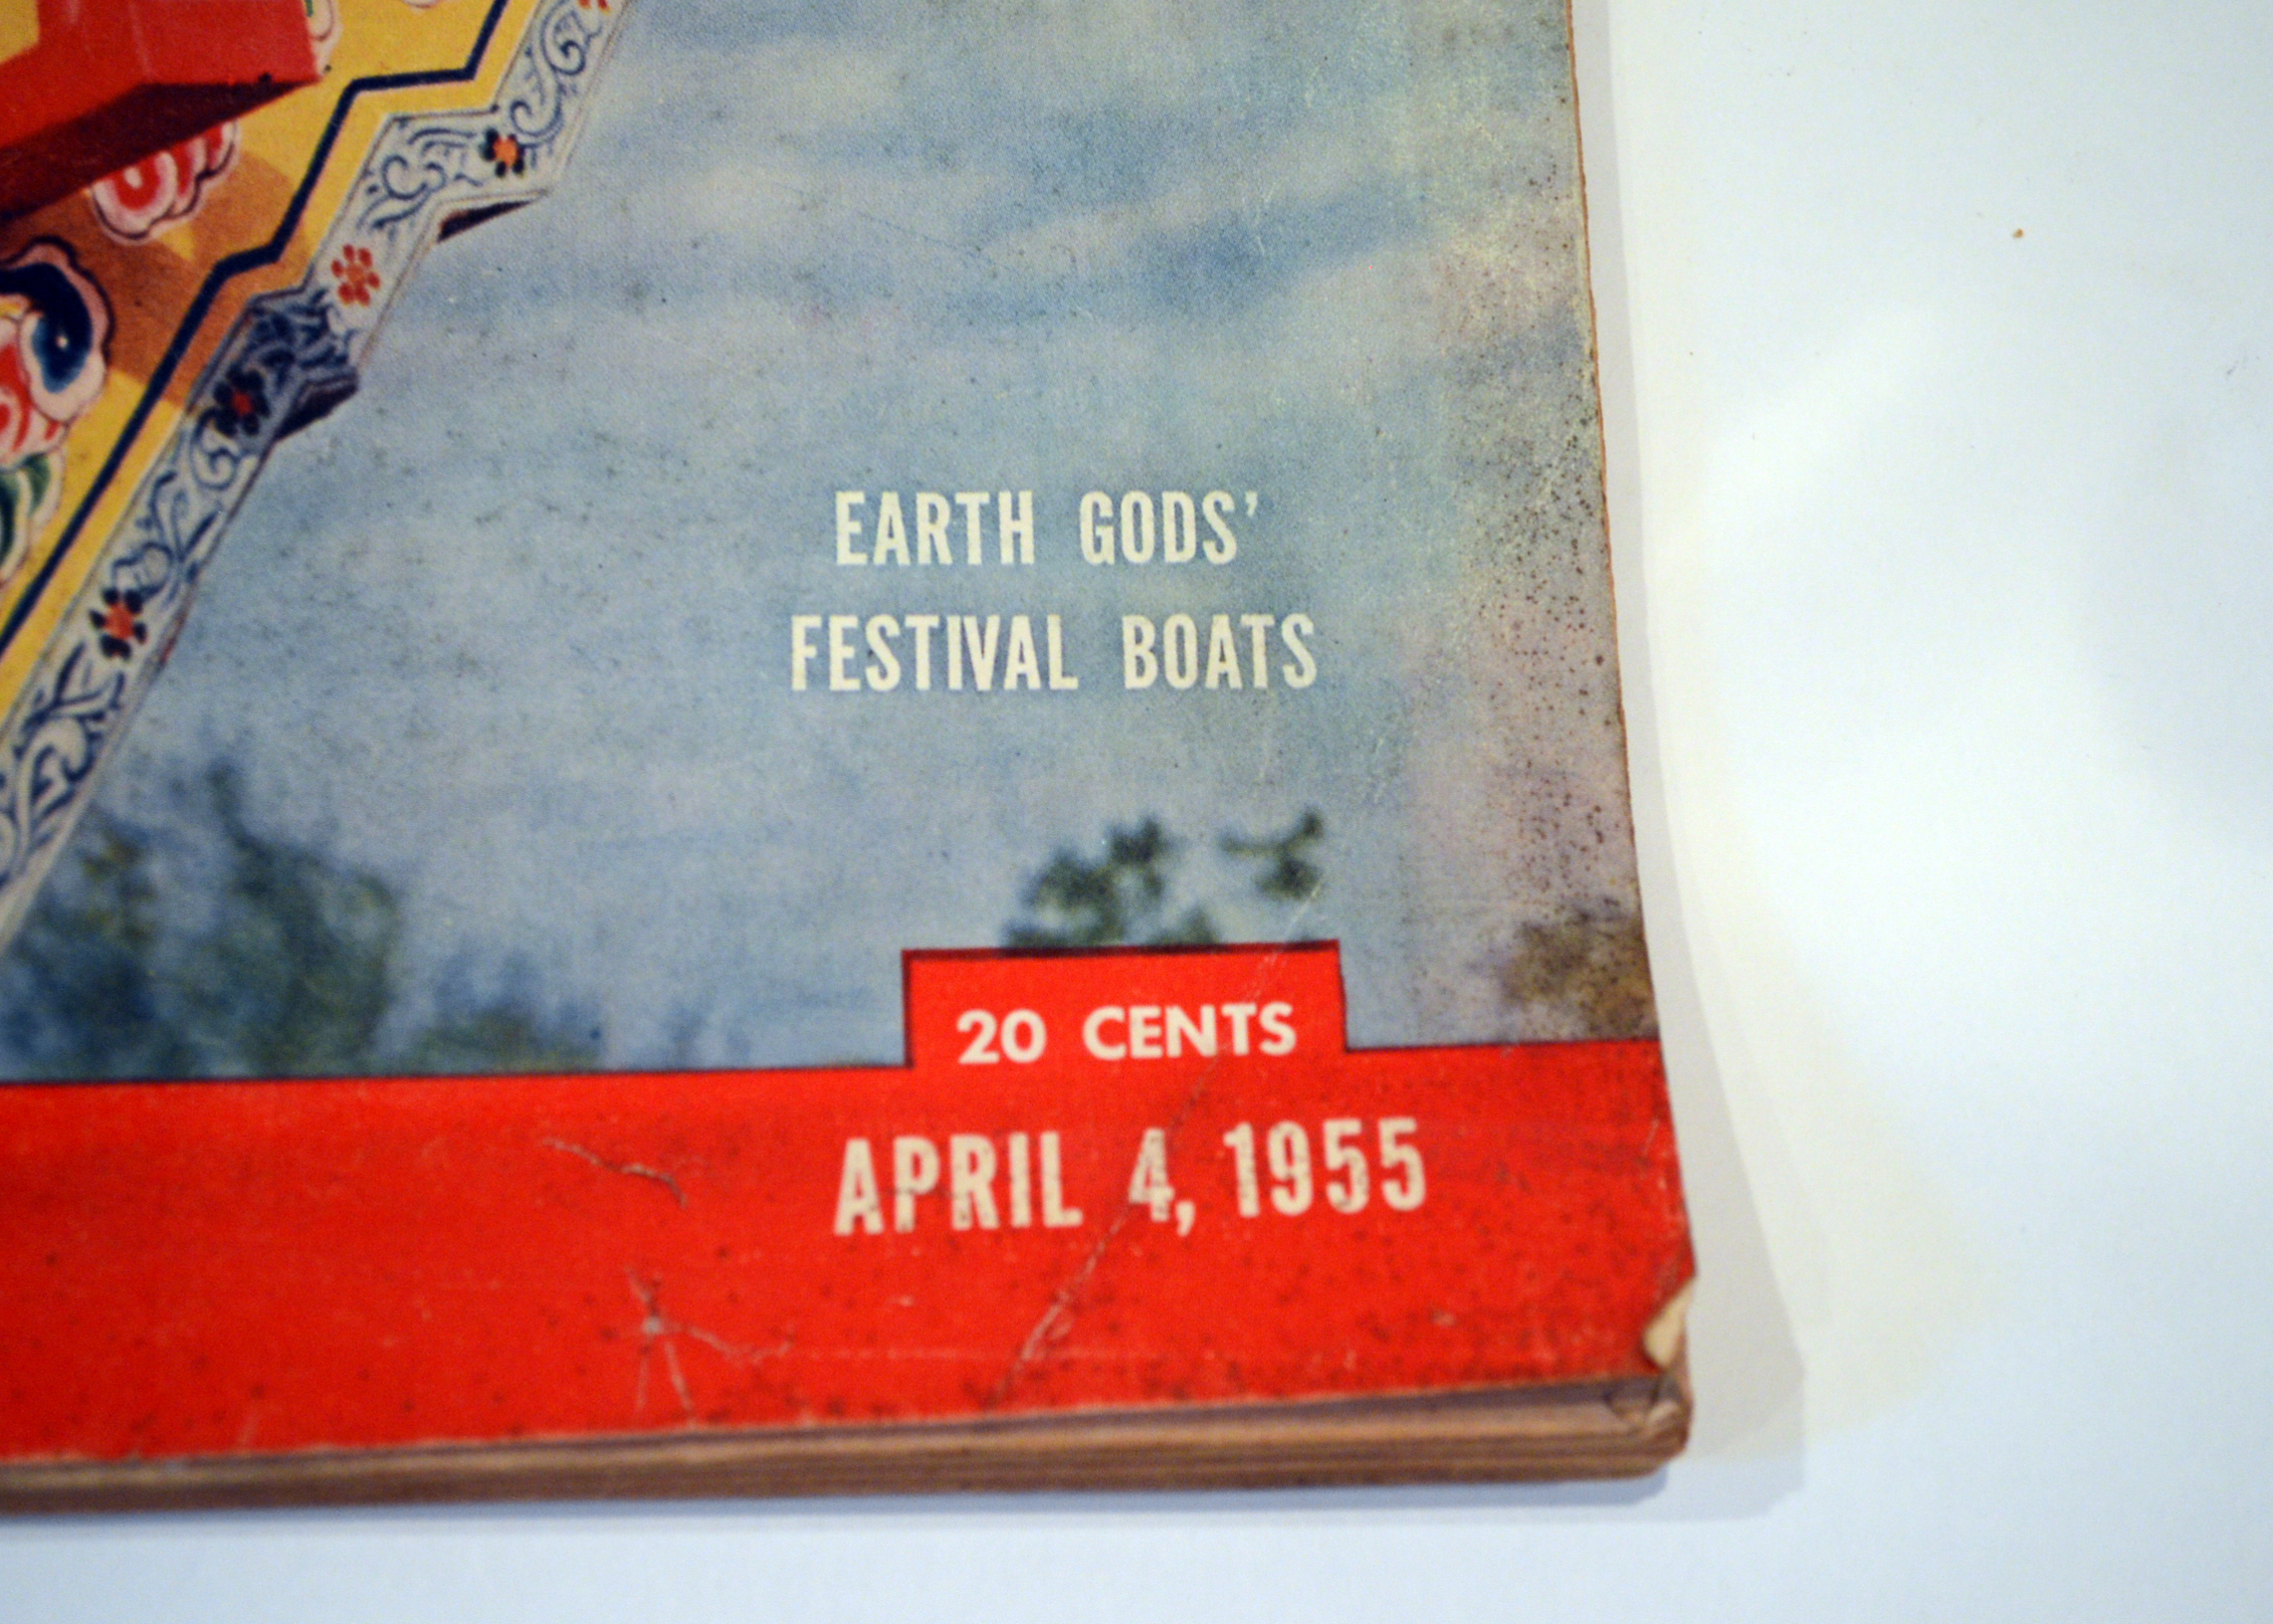 EARTH GODS’
FESTIVAL BOATS
20 CENTS
APRIL 4, 1955